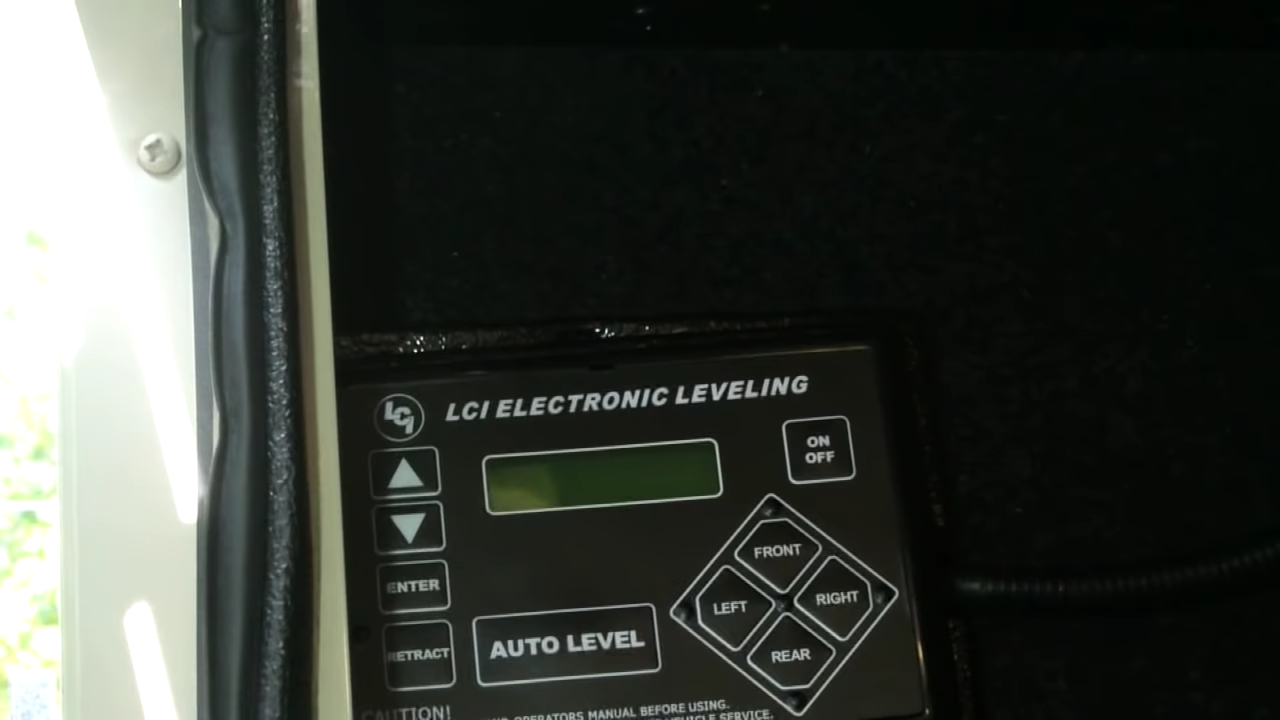 LCI
LCI ELECTRONIC LEVELING
ON
OFF
FRONT
LEFT
RIGHT
REAR
ENTER
RETRACT
AUTO LEVEL
CAUTION!
OPERATORS MANUAL BEFORE USING.
VEHICLE SERVICE.